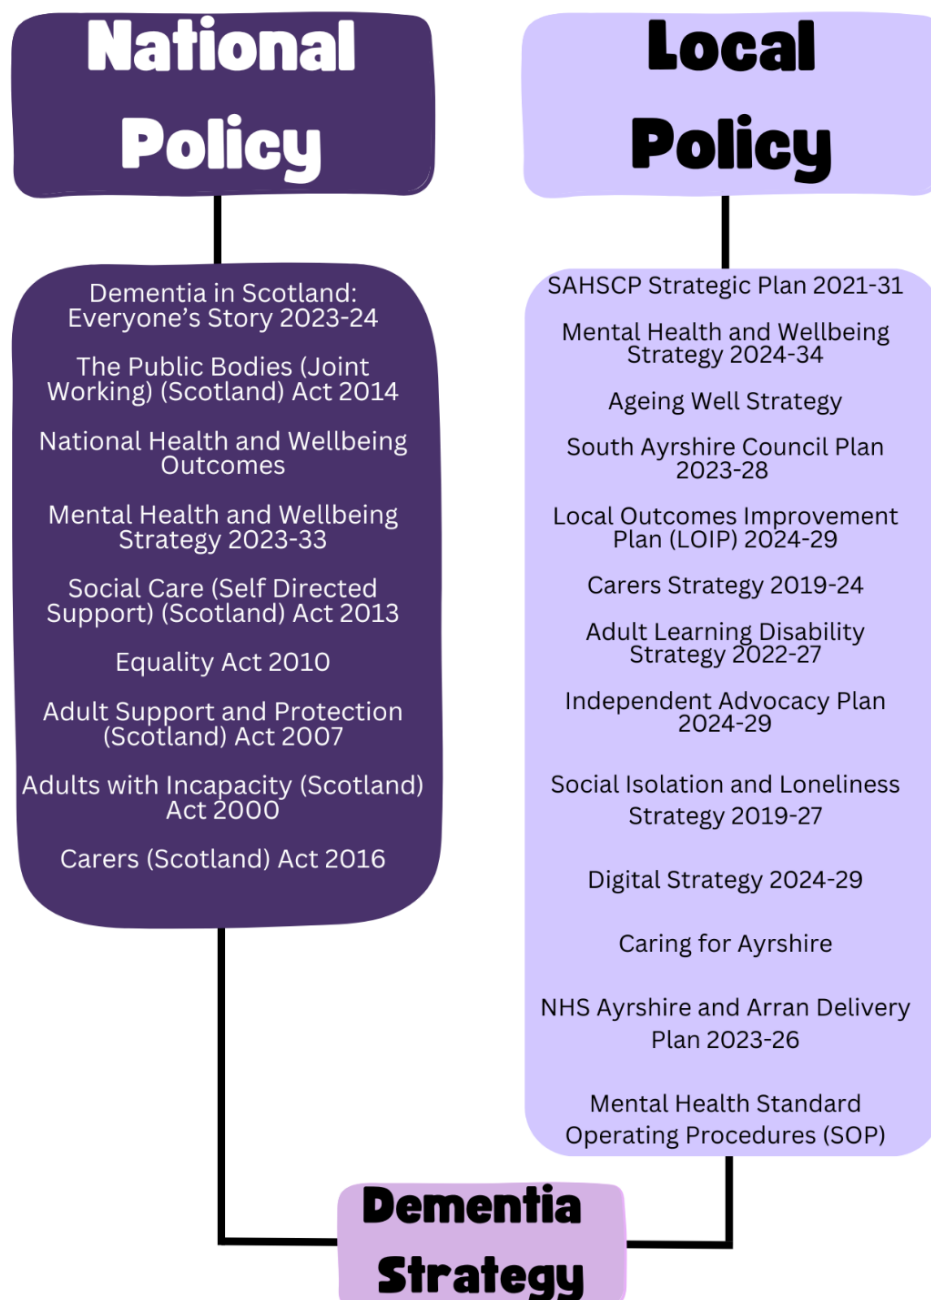 National
Policy
Dementia in Scotland:
Everyone's Story 2023-24
The Public Bodies (Joint
Working) (Scotland) Act 2014
National Health and Wellbeing
Outcomes
Mental Health and Wellbeing
Strategy 2023-33
Social Care (Self Directed
Support) (Scotland) Act 2013
Equality Act 2010
Adult Support and Protection
(Scotland) Act 2007
Adults with Incapacity (Scotland)
Act 2000
Carers (Scotland) Act 2016
Local
Policy
SAHSCP Strategic Plan 2021-31
Mental Health and Wellbeing
Strategy 2024-34
Ageing Well Strategy
South Ayrshire Council Plan
2023-28
Local Outcomes Improvement
Plan (LOIP) 2024-29
Carers Strategy 2019-24
Adult Learning Disability
Strategy 2022-27
Independent Advocacy Plan
2024-29
Social Isolation and Loneliness
Strategy 2019-27
Digital Strategy 2024-29
Caring for Ayrshire
NHS Ayrshire and Arran Delivery
Plan 2023-26
Mental Health Standard
Operating Procedures (SOP)
Dementia
Strategy